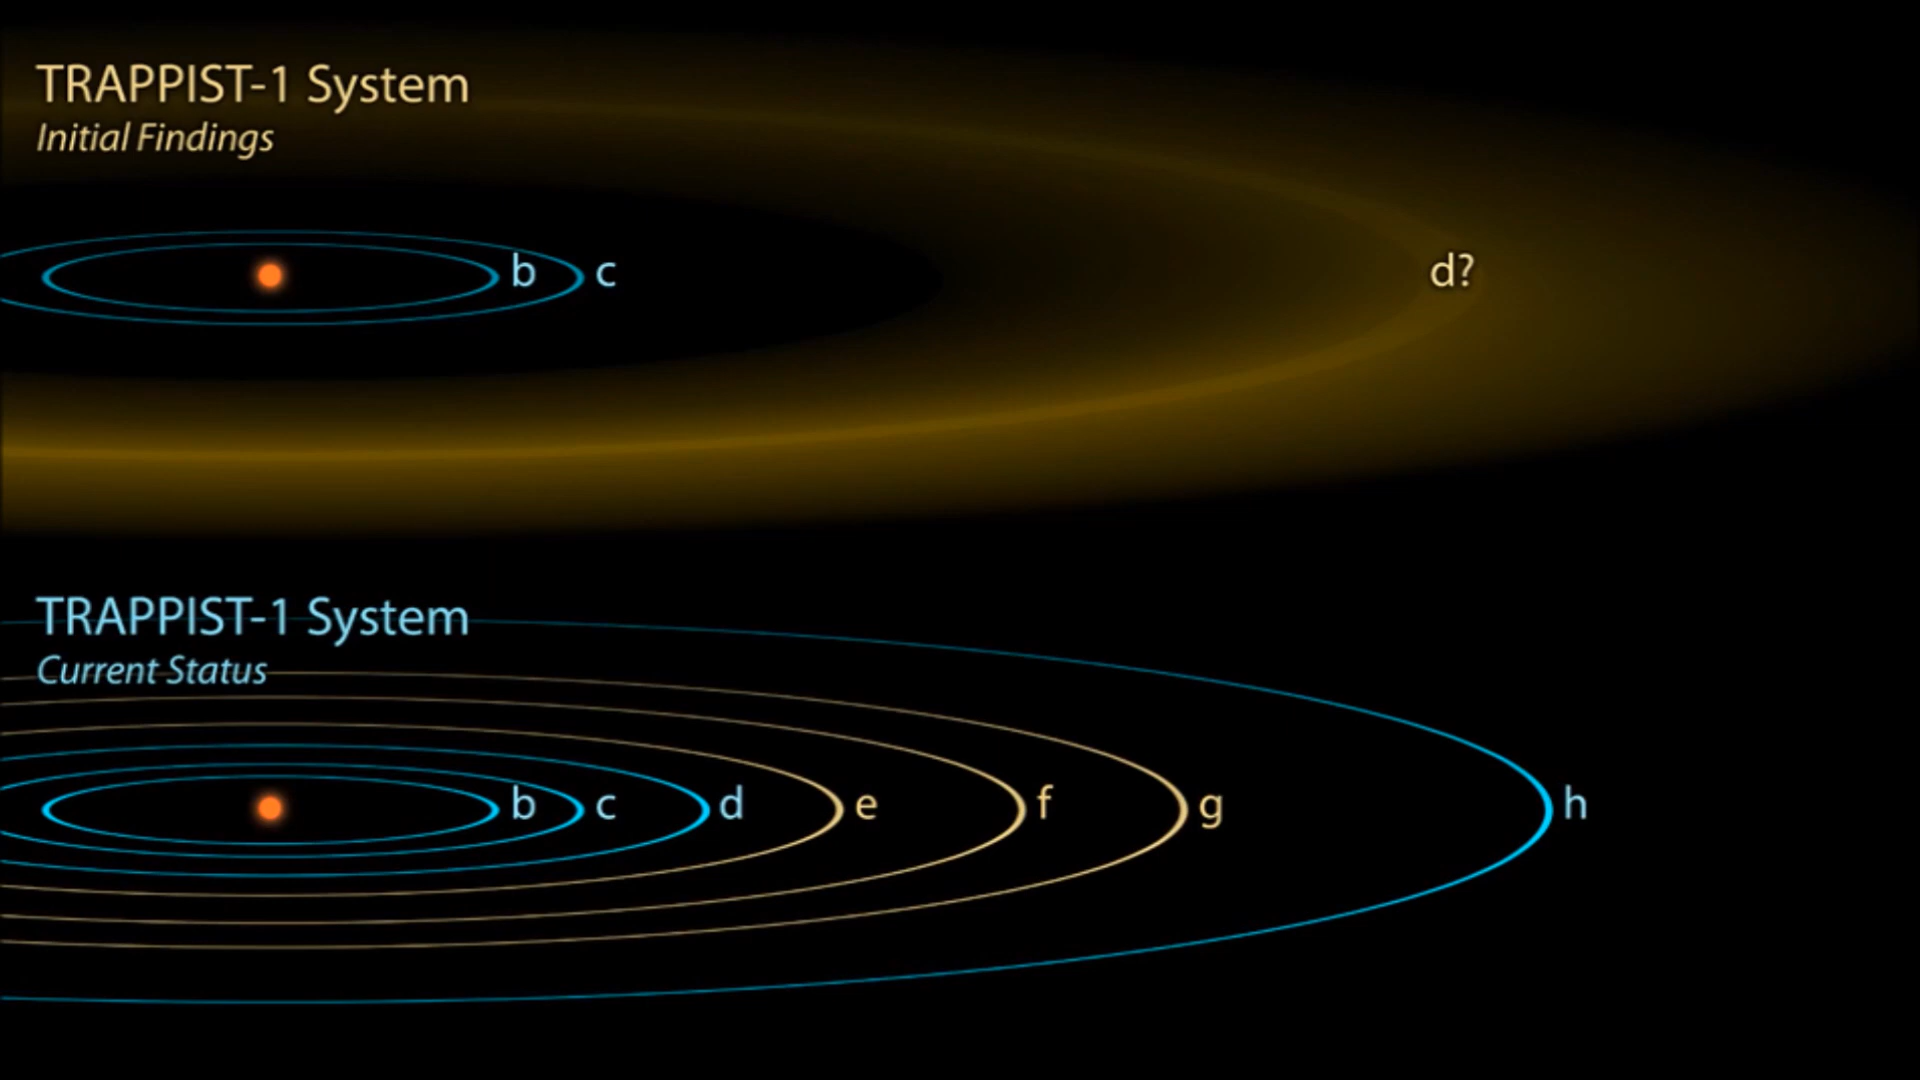 TRAPPIST-1 System
Initial Findings
b c d?
TRAPPIST-1 System
Current Status
b c d e f g h